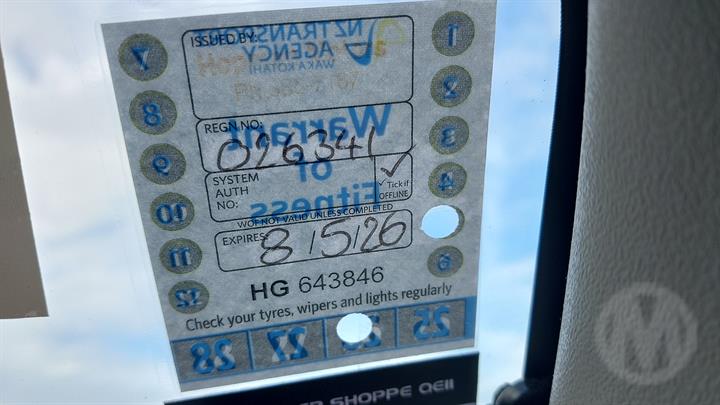 ISSUED BY:
NZ TRANSPORT
AGENCY
WAKA KOTAHI
Warrant
of
Fitness
REGN NO:
SYSTEM
AUTH
NO:
✓ Tick if
OFFLINE
WOF NOT VALID UNLESS COMPLETED
EXPIRES
8/5/26
HG 643846
Check your tyres, wipers and lights regularly
7 1
8 2
9 3
10 4
11
12 6
28 27 25
SHOPPE QEII
M